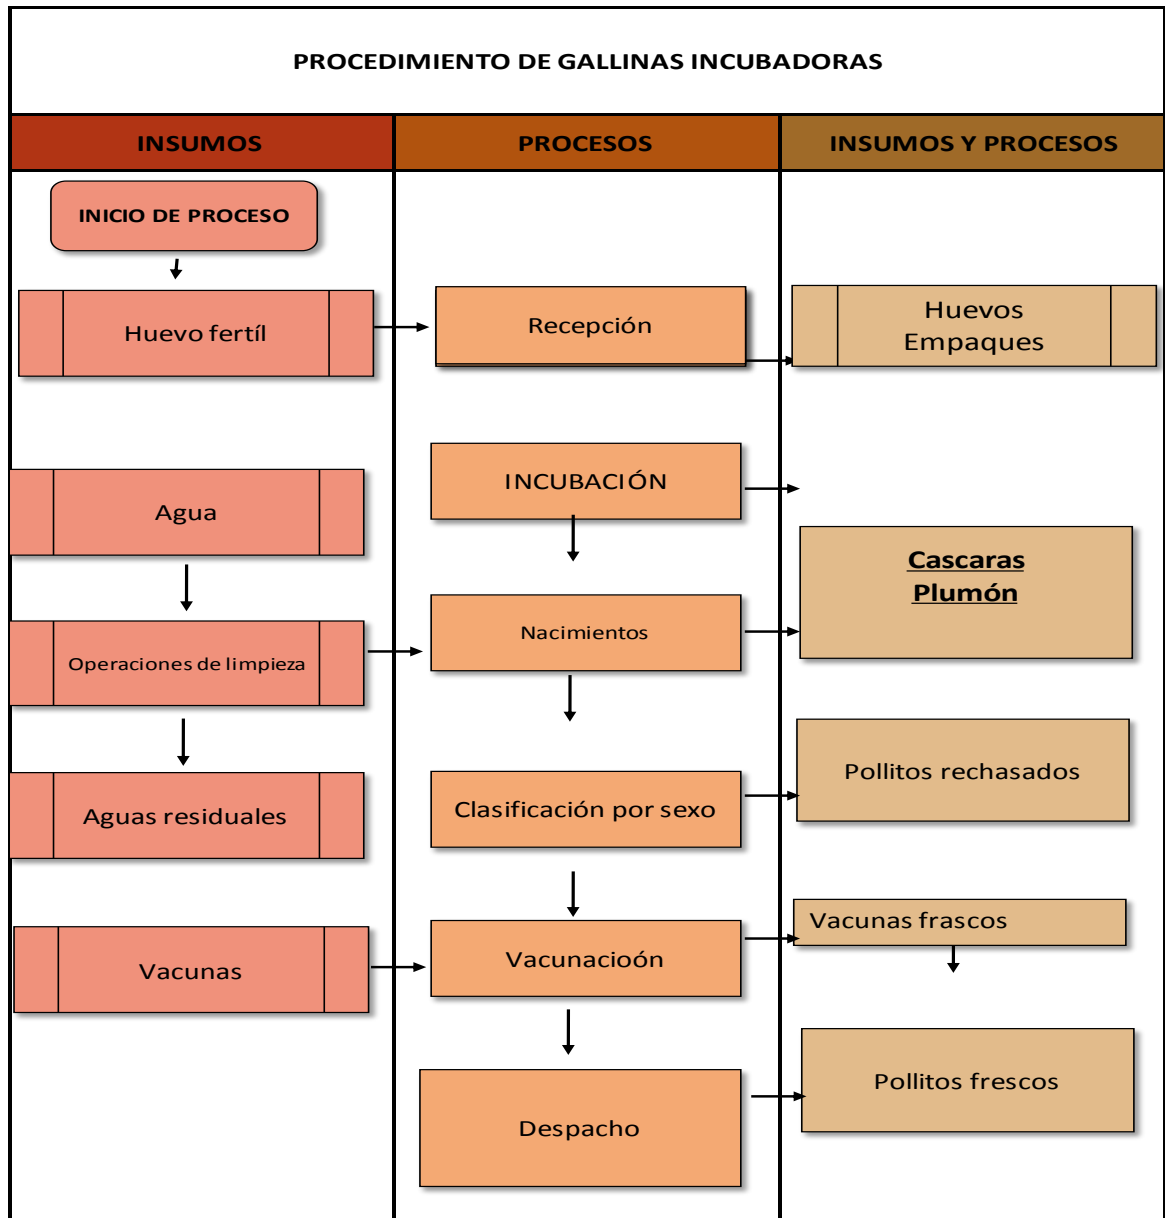 PROCEDIMIENTO DE GALLINAS INCUBADORAS
INSUMOS
PROCESOS
INSUMOS Y PROCESOS
INICIO DE PROCESO
Huevo fertíl
Recepción
Huevos
Empaques
Agua
INCUBACIÓN
Cascaras
Plumón
Operaciones de limpieza
Nacimientos
Aguas residuales
Clasificación por sexo
Pollitos rechasados
Vacunas
Vacunacioón
Vacunas frascos
Despacho
Pollitos frescos